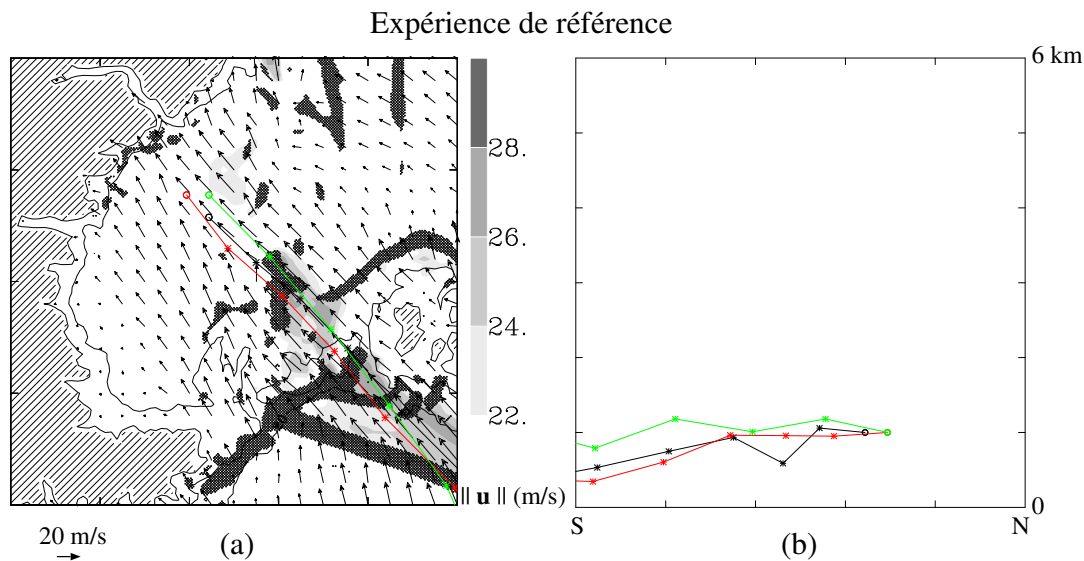 Expérience de référence
6 km
28.
26.
24.
22.
|| u || (m/s)
0
S
N
20 m/s
(a)
(b)